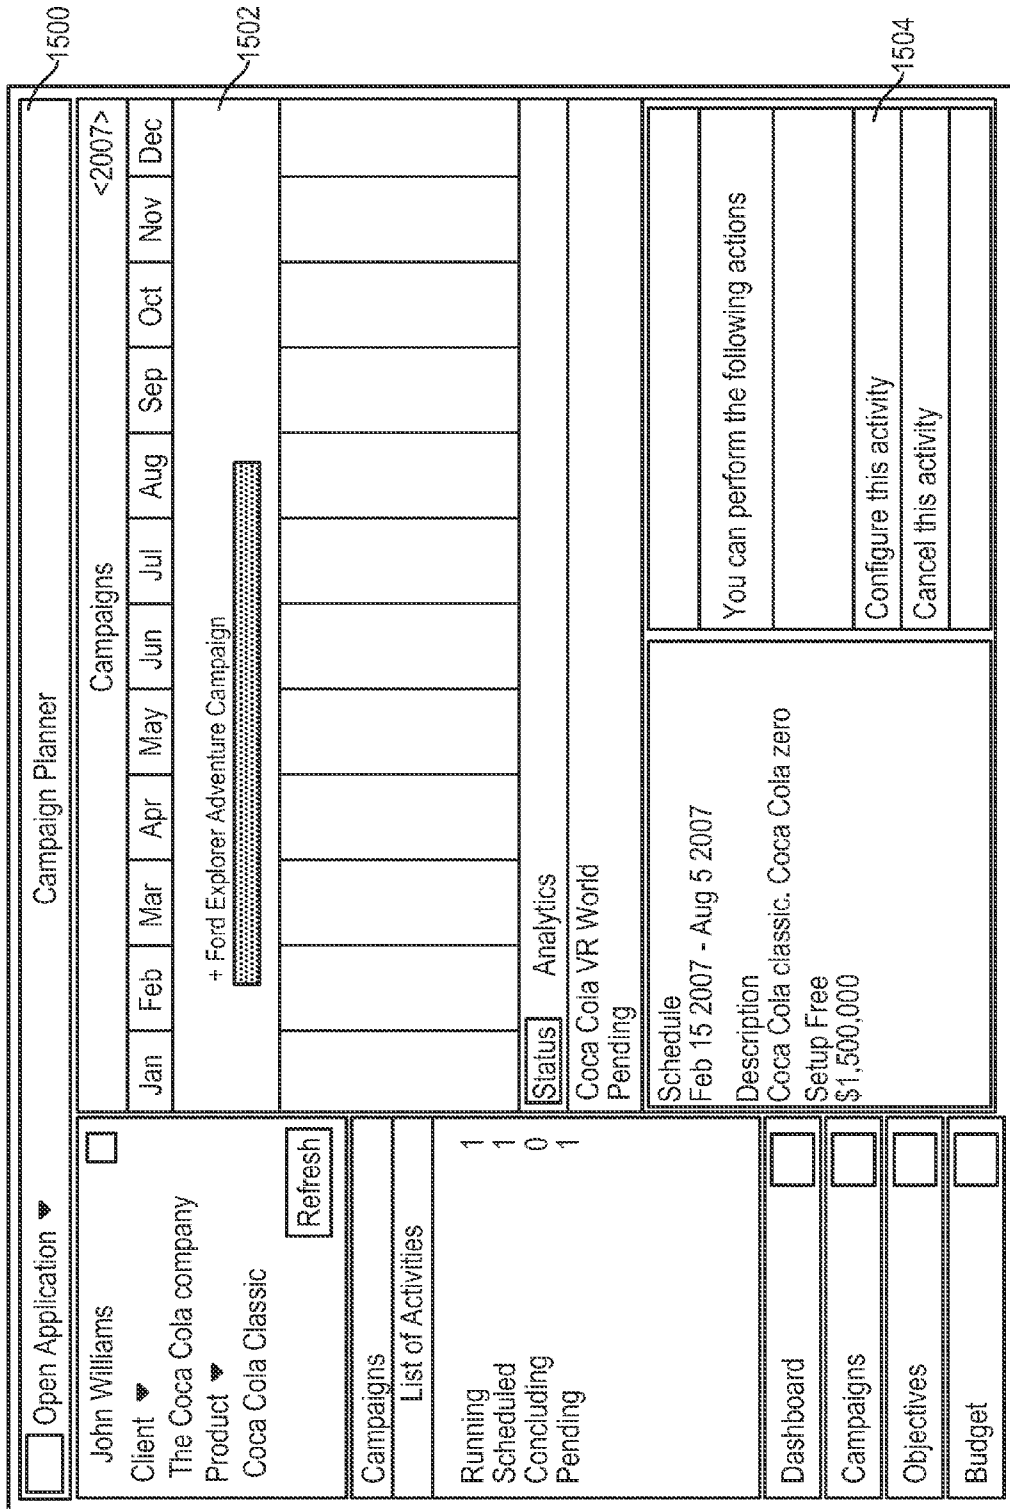 Open Application
Campaign Planner
1500
John Williams
Client
The Coca Cola company
Product
Coca Cola Classic
Refresh
Campaigns
List of Activities
Running 1
Scheduled 1
Concluding 0
Pending 1
Dashboard
Campaigns
Objectives
Budget
Campaigns <2007>
Jan Feb Mar Apr May Jun Jul Aug Sep Oct Nov Dec
+ Ford Explorer Adventure Campaign
1502
Status Analytics
Coca Cola VR World
Pending
Schedule
Feb 15 2007 - Aug 5 2007
Description
Coca Cola classic. Coca Cola zero
Setup Free
$1,500,000
You can perform the following actions
Configure this activity
Cancel this activity
1504